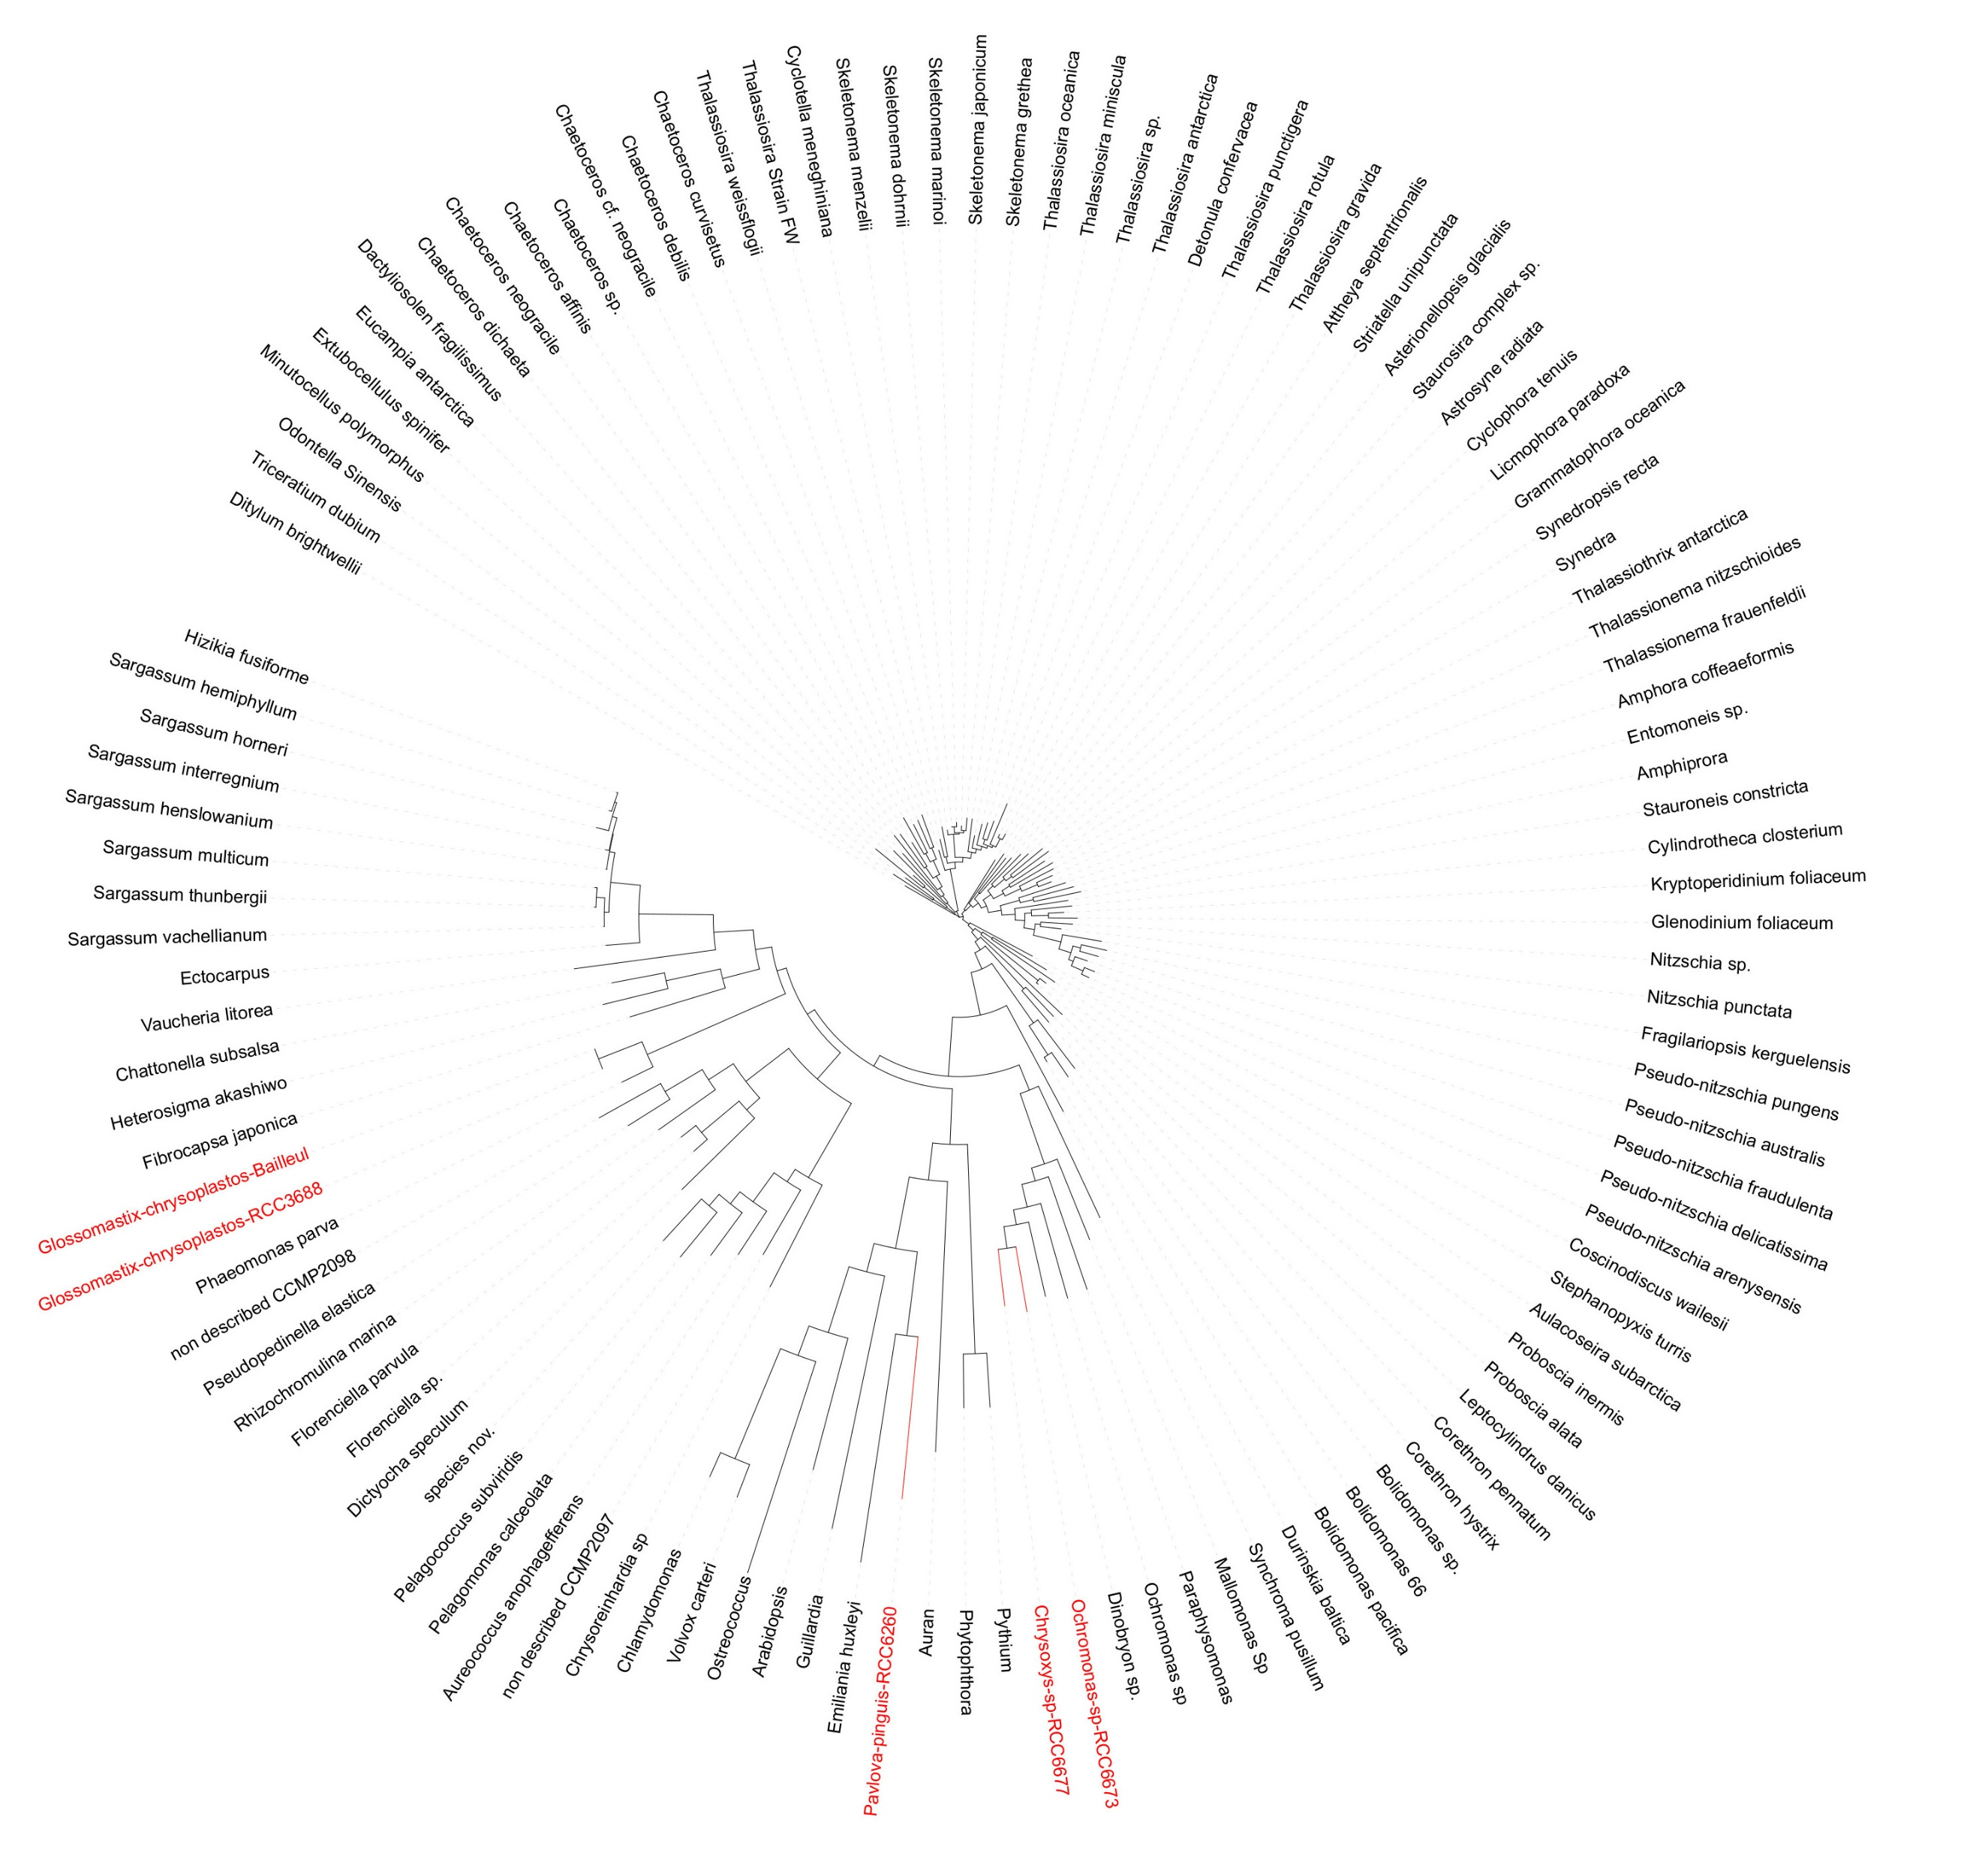 Ditylum brightwellii
Triceratium dubium
Odontella Sinensis
Minutocellus polymorphus
Extubocellulus spinifer
Eucampia antarctica
Dactyliosolen fragilissimus
Chaetoceros dichaeta
Chaetoceros neogracile
Chaetoceros affinis
Chaetoceros sp.
Chaetoceros cf. neogracile
Chaetoceros debilis
Chaetoceros curvisetus
Thalassiosira weissflogii
Thalassiosira Strain FW
Cyclotella meneghiniana
Skeletonema menzelii
Skeletonema dohrnii
Skeletonema marinoi
Skeletonema japonicum
Skeletonema grethea
Thalassiosira oceanica
Thalassiosira miniscula
Thalassiosira sp.
Thalassiosira antarctica
Detonula confervacea
Thalassiosira punctigera
Thalassiosira rotula
Thalassiosira gravida
Attheya septentrionalis
Striatella unipunctata
Asterionellopsis glacialis
Staurosira complex sp.
Astrosyne radiata
Cyclophora tenuis
Licmophora paradoxa
Grammatophora oceanica
Synedropsis recta
Synedra
Thalassiothrix antarctica
Thalassionema nitzschioides
Thalassionema frauenfeldii
Amphora coffeaeformis
Entomoneis sp.
Amphiprora
Stauroneis constricta
Cylindrotheca closterium
Kryptoperidinium foliaceum
Glenodinium foliaceum
Nitzschia sp.
Nitzschia punctata
Fragilariopsis kerguelensis
Pseudo-nitzschia pungens
Pseudo-nitzschia australis
Pseudo-nitzschia fraudulenta
Pseudo-nitzschia delicatissima
Pseudo-nitzschia arenysensis
Coscinodiscus wailesii
Stephanopyxis turris
Aulacoseira subarctica
Proboscia inermis
Proboscia alata
Leptocylindrus danicus
Corethron pennatum
Corethron hystrix
Bolidomonas sp.
Bolidomonas 66
Bolidomonas pacifica
Durinskia baltica
Synchroma pusillum
Mallomonas Sp
Paraphysomonas
Ochromonas sp
Dinobryon sp.
Ochromonas-sp-RCC6673
Chrysoxys-sp-RCC6677
Pythium
Phytophthora
Auran
Pavlova-pinguis-RCC6260
Emiliania huxleyi
Guillardia
Arabidopsis
Ostreococcus
Volvox carteri
Chlamydomonas
Chrysoreinhardia sp
non described CCMP2097
Aureococcus anophagefferens
Pelagomonas calceolata
Pelagococcus subviridis
species nov.
Dictyocha speculum
Florenciella sp.
Florenciella parvula
Rhizochromulina marina
Pseudopedinella elastica
non described CCMP2098
Phaeomonas parva
Glossomastix-chrysoplastos-RCC3688
Glossomastix-chrysoplastos-Bailleul
Fibrocapsa japonica
Heterosigma akashiwo
Chattonella subsalsa
Vaucheria litorea
Ectocarpus
Sargassum vachellianum
Sargassum thunbergii
Sargassum multicum
Sargassum henslowanium
Sargassum interregnium
Sargassum horneri
Sargassum hemiphyllum
Hizikia fusiforme